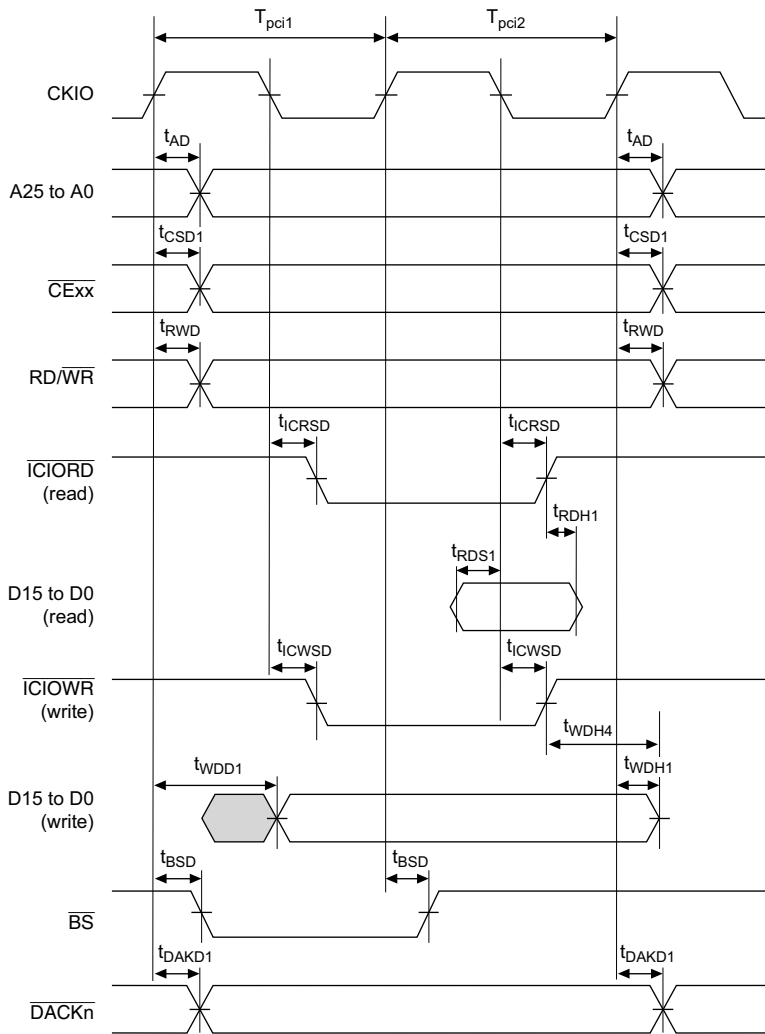 Tpci1 Tpci2
CKIO
tAD tAD
A25 to A0
tCSD1 tCSD1
CExx
tRWD tRWD
RD/WR
tICRSD tICRSD
ICIORD
(read)
tRDH1
tRDS1
D15 to D0
(read)
tICWSD tICWSD
ICIOWR
(write)
tWDH4
tWDD1 tWDH1
D15 to D0
(write)
tBSD tBSD
BS
tDAKD1 tDAKD1
DACKn